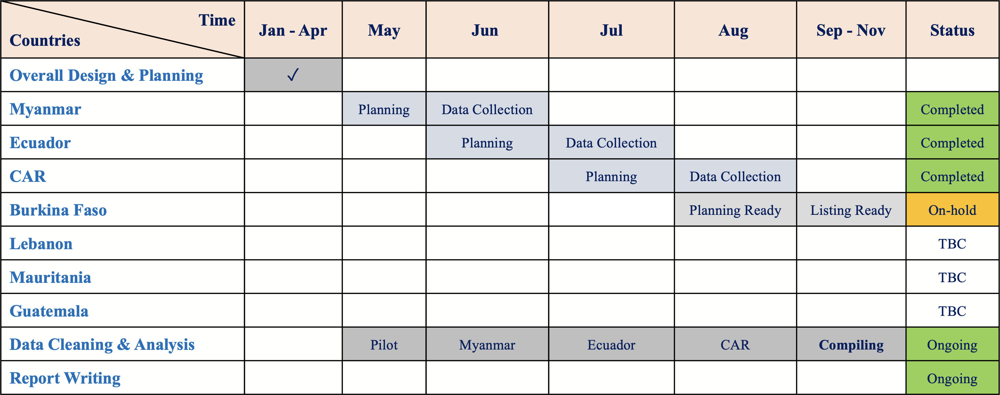 Time
Countries
Jan - Apr
May
Jun
Jul
Aug
Sep - Nov
Status
Overall Design & Planning
✓
Myanmar
Planning
Data Collection
Completed
Ecuador
Planning
Data Collection
Completed
CAR
Planning
Data Collection
Completed
Burkina Faso
Planning Ready
Listing Ready
On-hold
Lebanon
TBC
Mauritania
TBC
Guatemala
TBC
Data Cleaning & Analysis
Pilot
Myanmar
Ecuador
CAR
Compiling
Ongoing
Report Writing
Ongoing